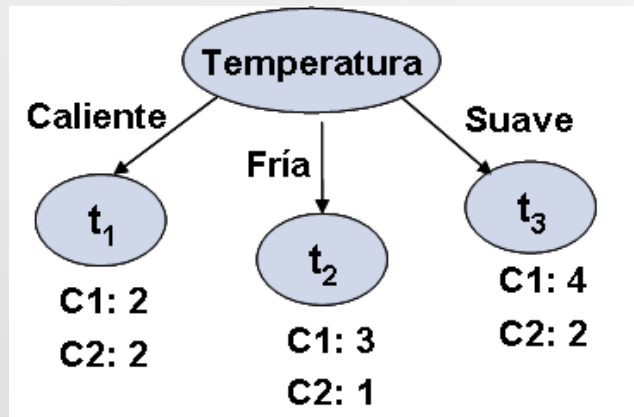 Temperatura
Caliente
Fría
Suave
t1
C1: 2
C2: 2
t2
C1: 3
C2: 1
t3
C1: 4
C2: 2